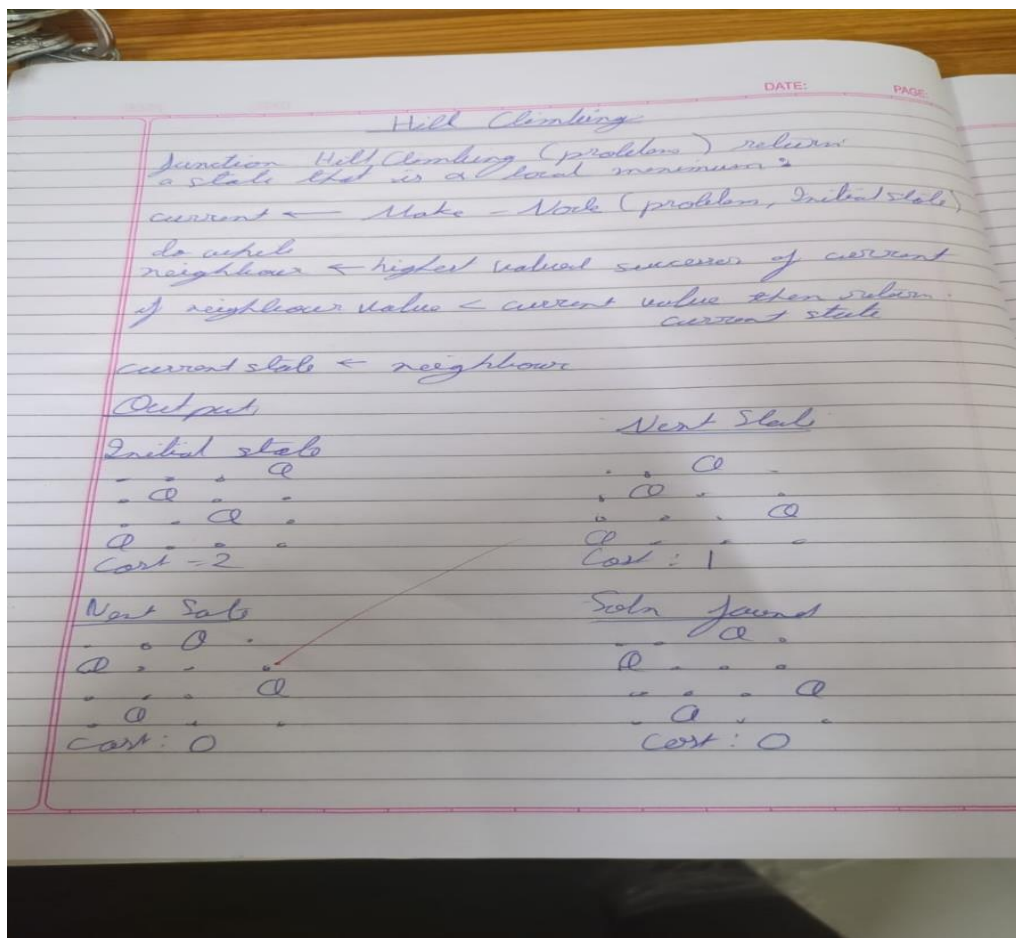 DATE: PAGE:
Hill Climbing
function Hill Climbing (problem) return
a state that is a local minimum:
current ← Make - Node (problem, Initial state)
do while
neighbour ← highest valued successor of current
if neighbour value < current value then return
current state
current state ← neighbour
Output
Initial state
. . . Q
. Q . .
. . Q .
Q . . .
Cost = 2
Next State
. . Q .
. Q . .
. . . Q
Q . . .
Cost : 1
Next Sate
. . Q .
Q . . .
. . . Q
. Q . .
Cost : 0
Soln found
. . Q .
Q . . .
. . . Q
. Q . .
Cost : 0